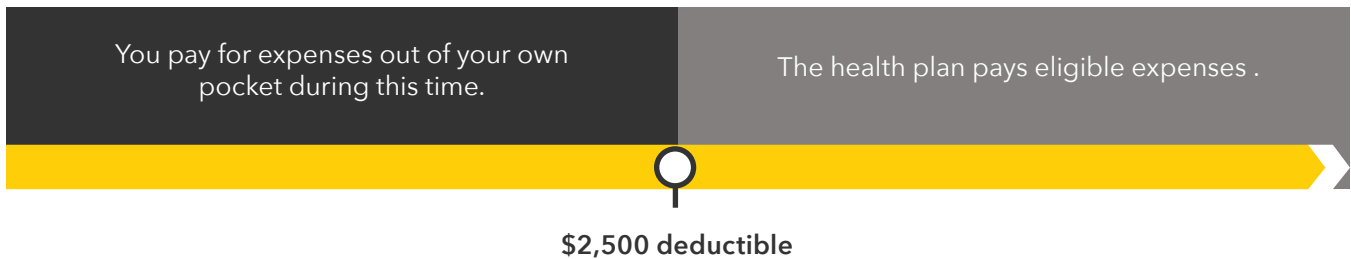 You pay for expenses out of your own
pocket during this time.
The health plan pays eligible expenses .
$2,500 deductible